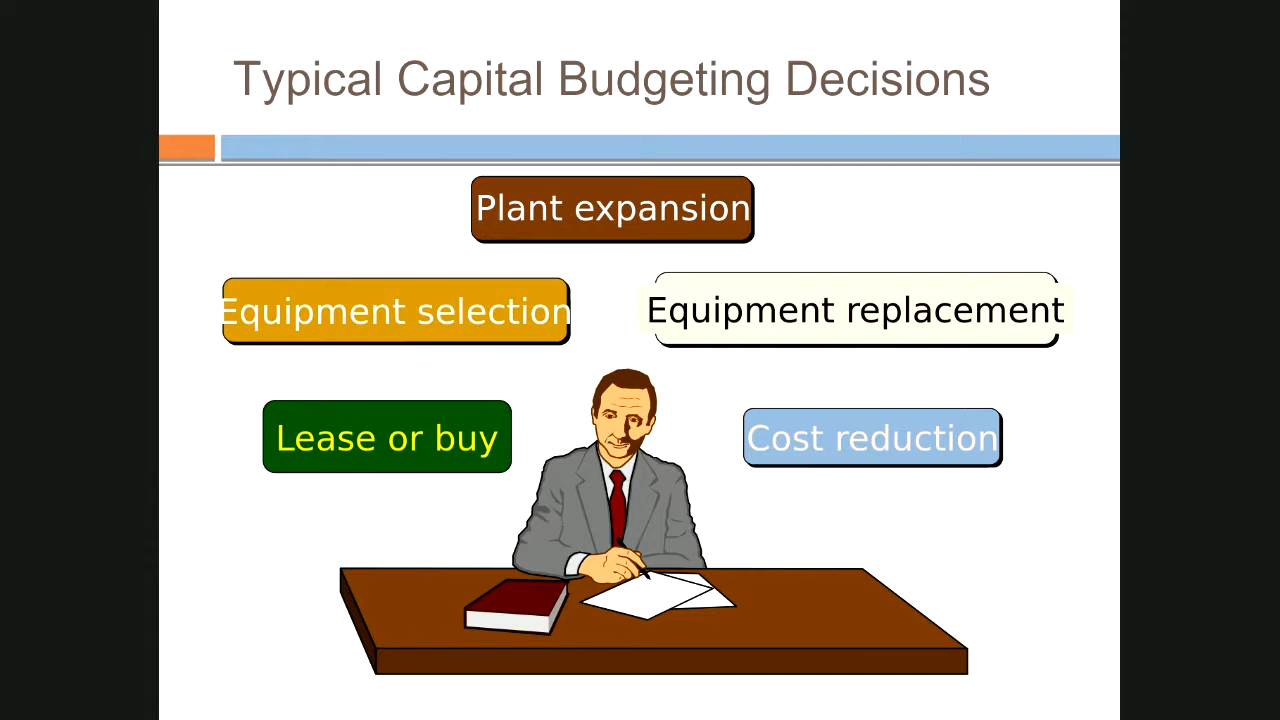 Typical Capital Budgeting Decisions
Plant expansion
Equipment selection
Equipment replacement
Lease or buy
Cost reduction